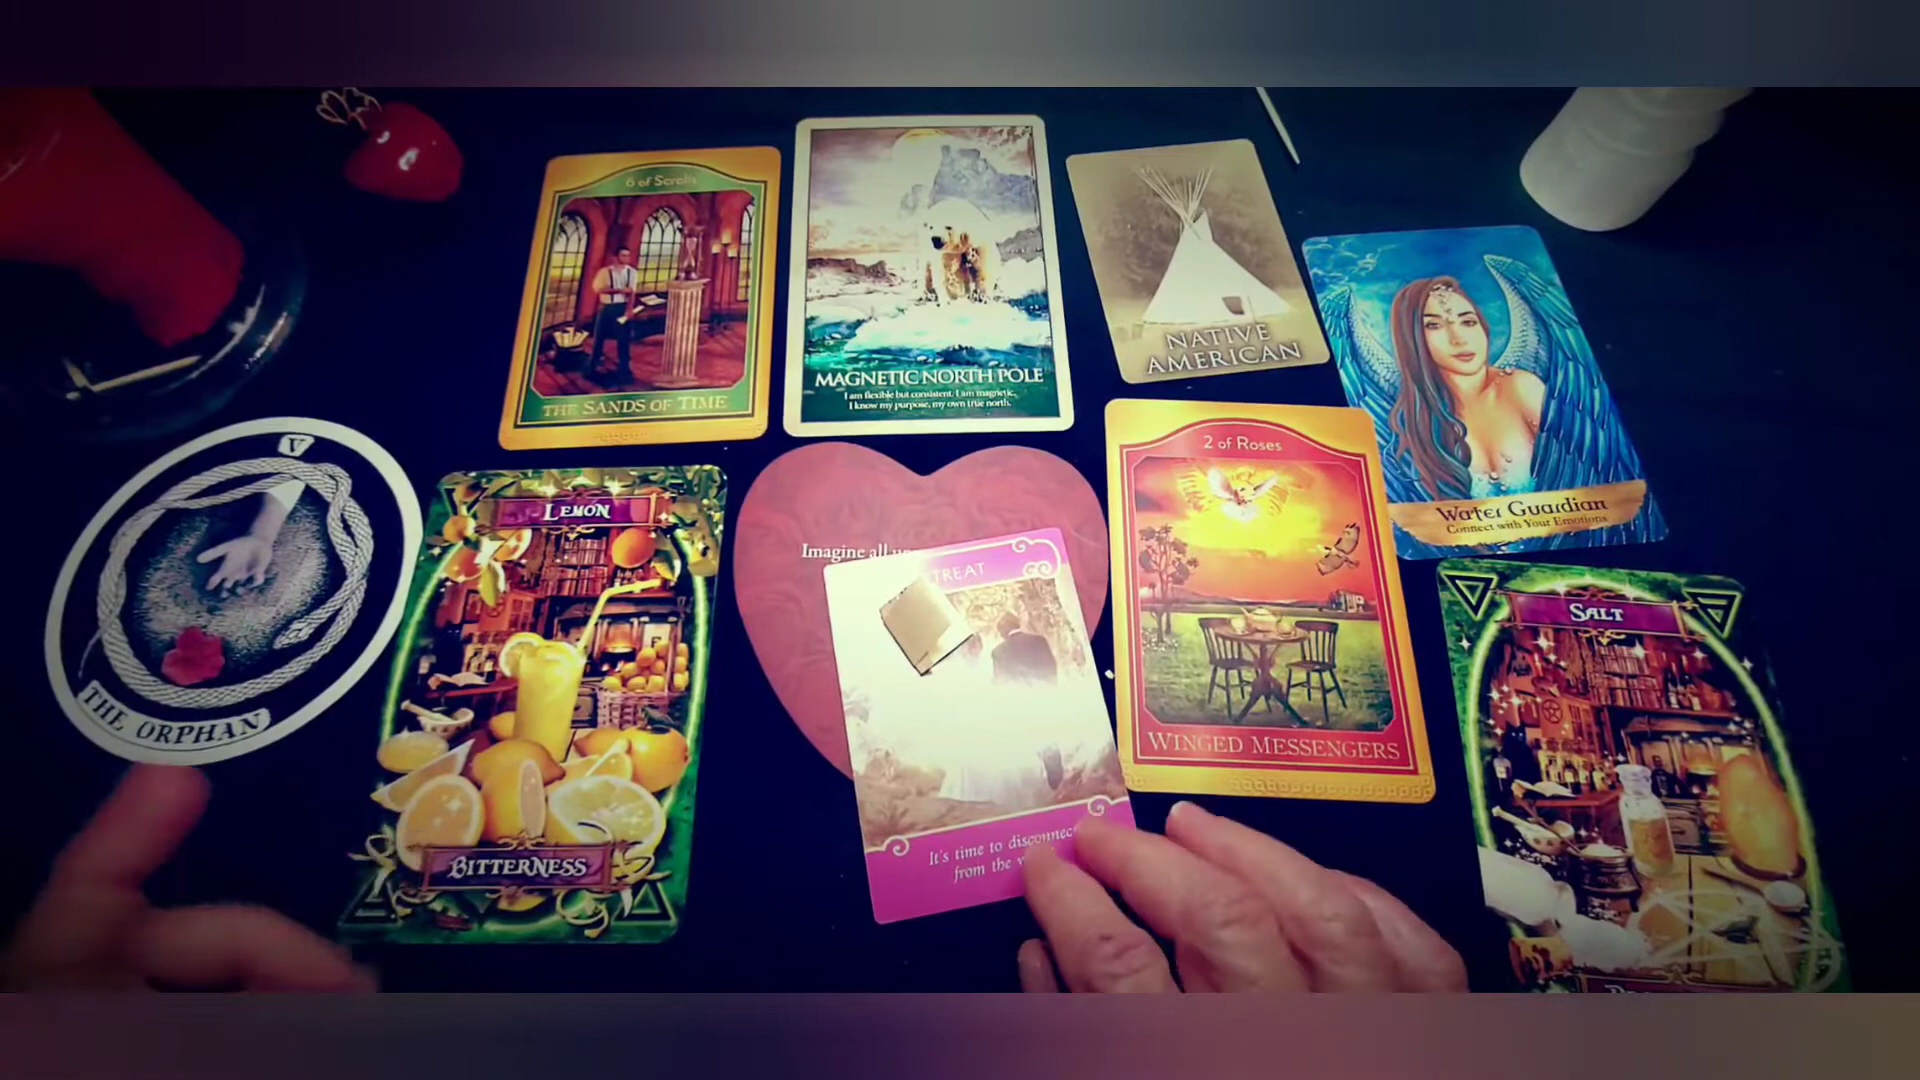 6 of Scrolls
THE SANDS OF TIME
MAGNETIC NORTH POLE
I am flexible but consistent. I am magnetic.
I know my purpose, my own true north.
NATIVE
AMERICAN
Water Guardian
Connect with Your Emotions
V
THE ORPHAN
LEMON
BITTERNESS
Imagine all
TREAT
It's time to disconnect
from the
2 of Roses
WINGED MESSENGERS
SALT